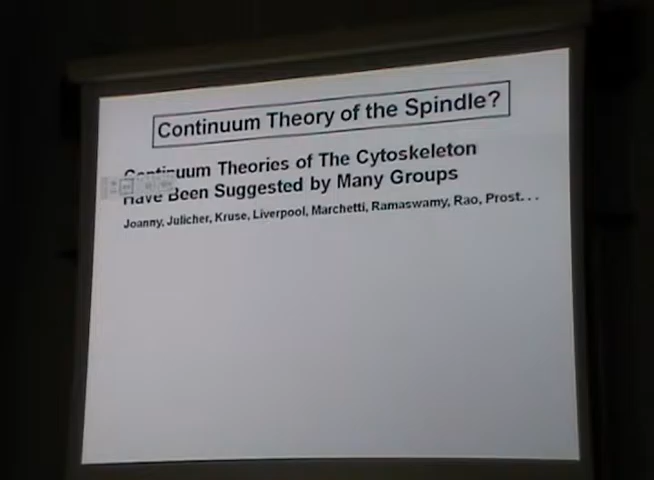 Continuum Theory of the Spindle?
Continuum Theories of The Cytoskeleton
Have Been Suggested by Many Groups
Joanny, Julicher, Kruse, Liverpool, Marchetti, Ramaswamy, Rao, Prost. . .